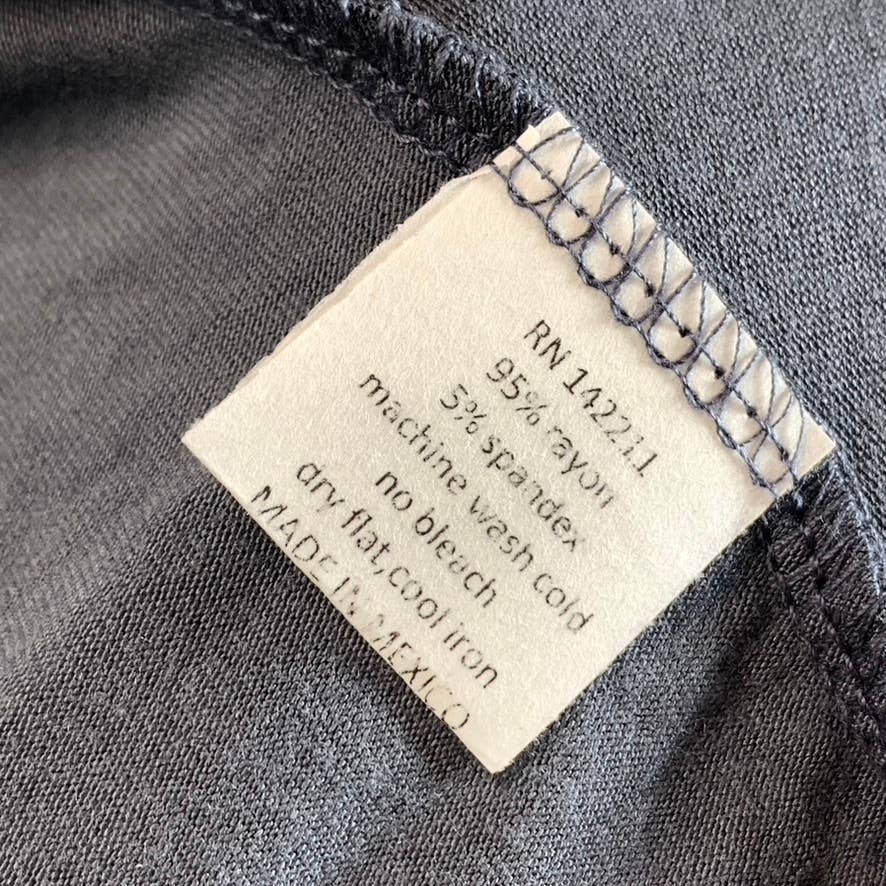 RN 142211
95% rayon
5% spandex
machine wash cold
no bleach
dry flat,cool iron
MADE IN MEXICO